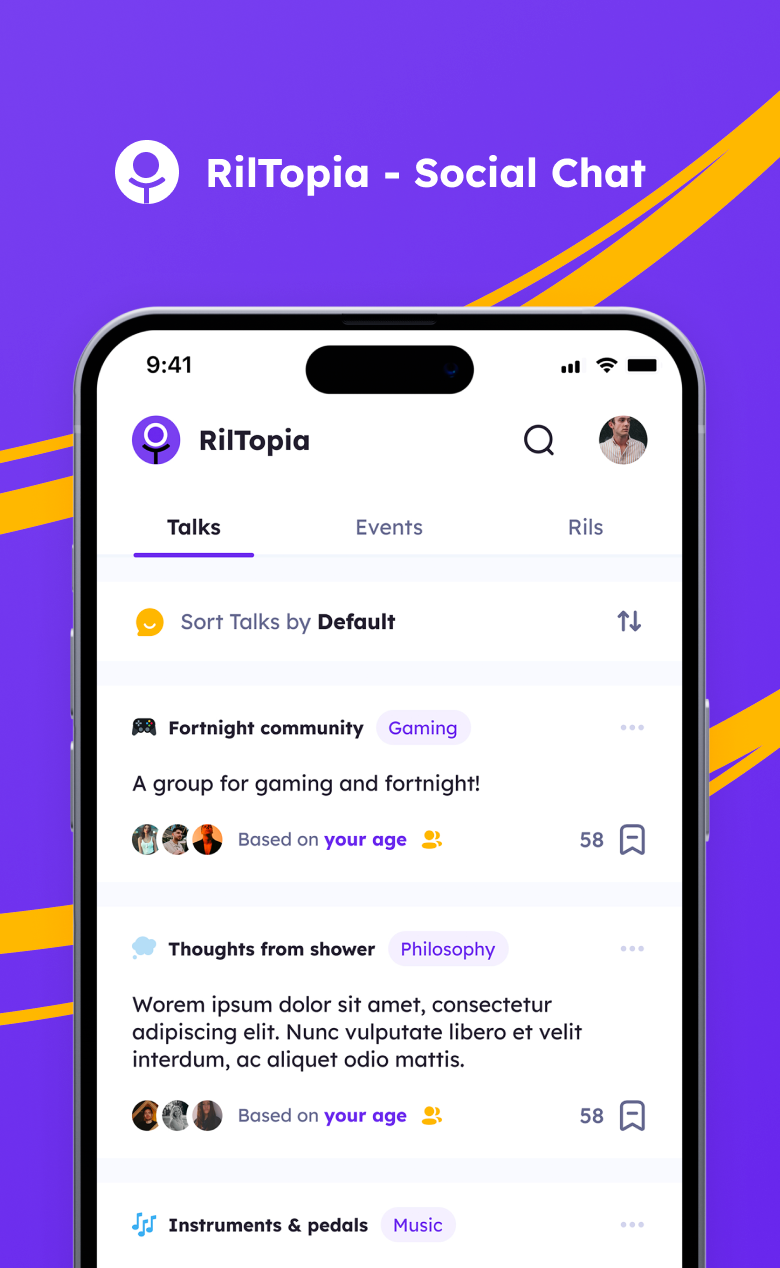 RilTopia - Social Chat
9:41
RilTopia
Talks Events Rils
Sort Talks by Default
Fortnight community Gaming
A group for gaming and fortnight!
Based on your age 58
Thoughts from shower Philosophy
Worem ipsum dolor sit amet, consectetur
adipiscing elit. Nunc vulputate libero et velit
interdum, ac aliquet odio mattis.
Based on your age 58
Instruments & pedals Music